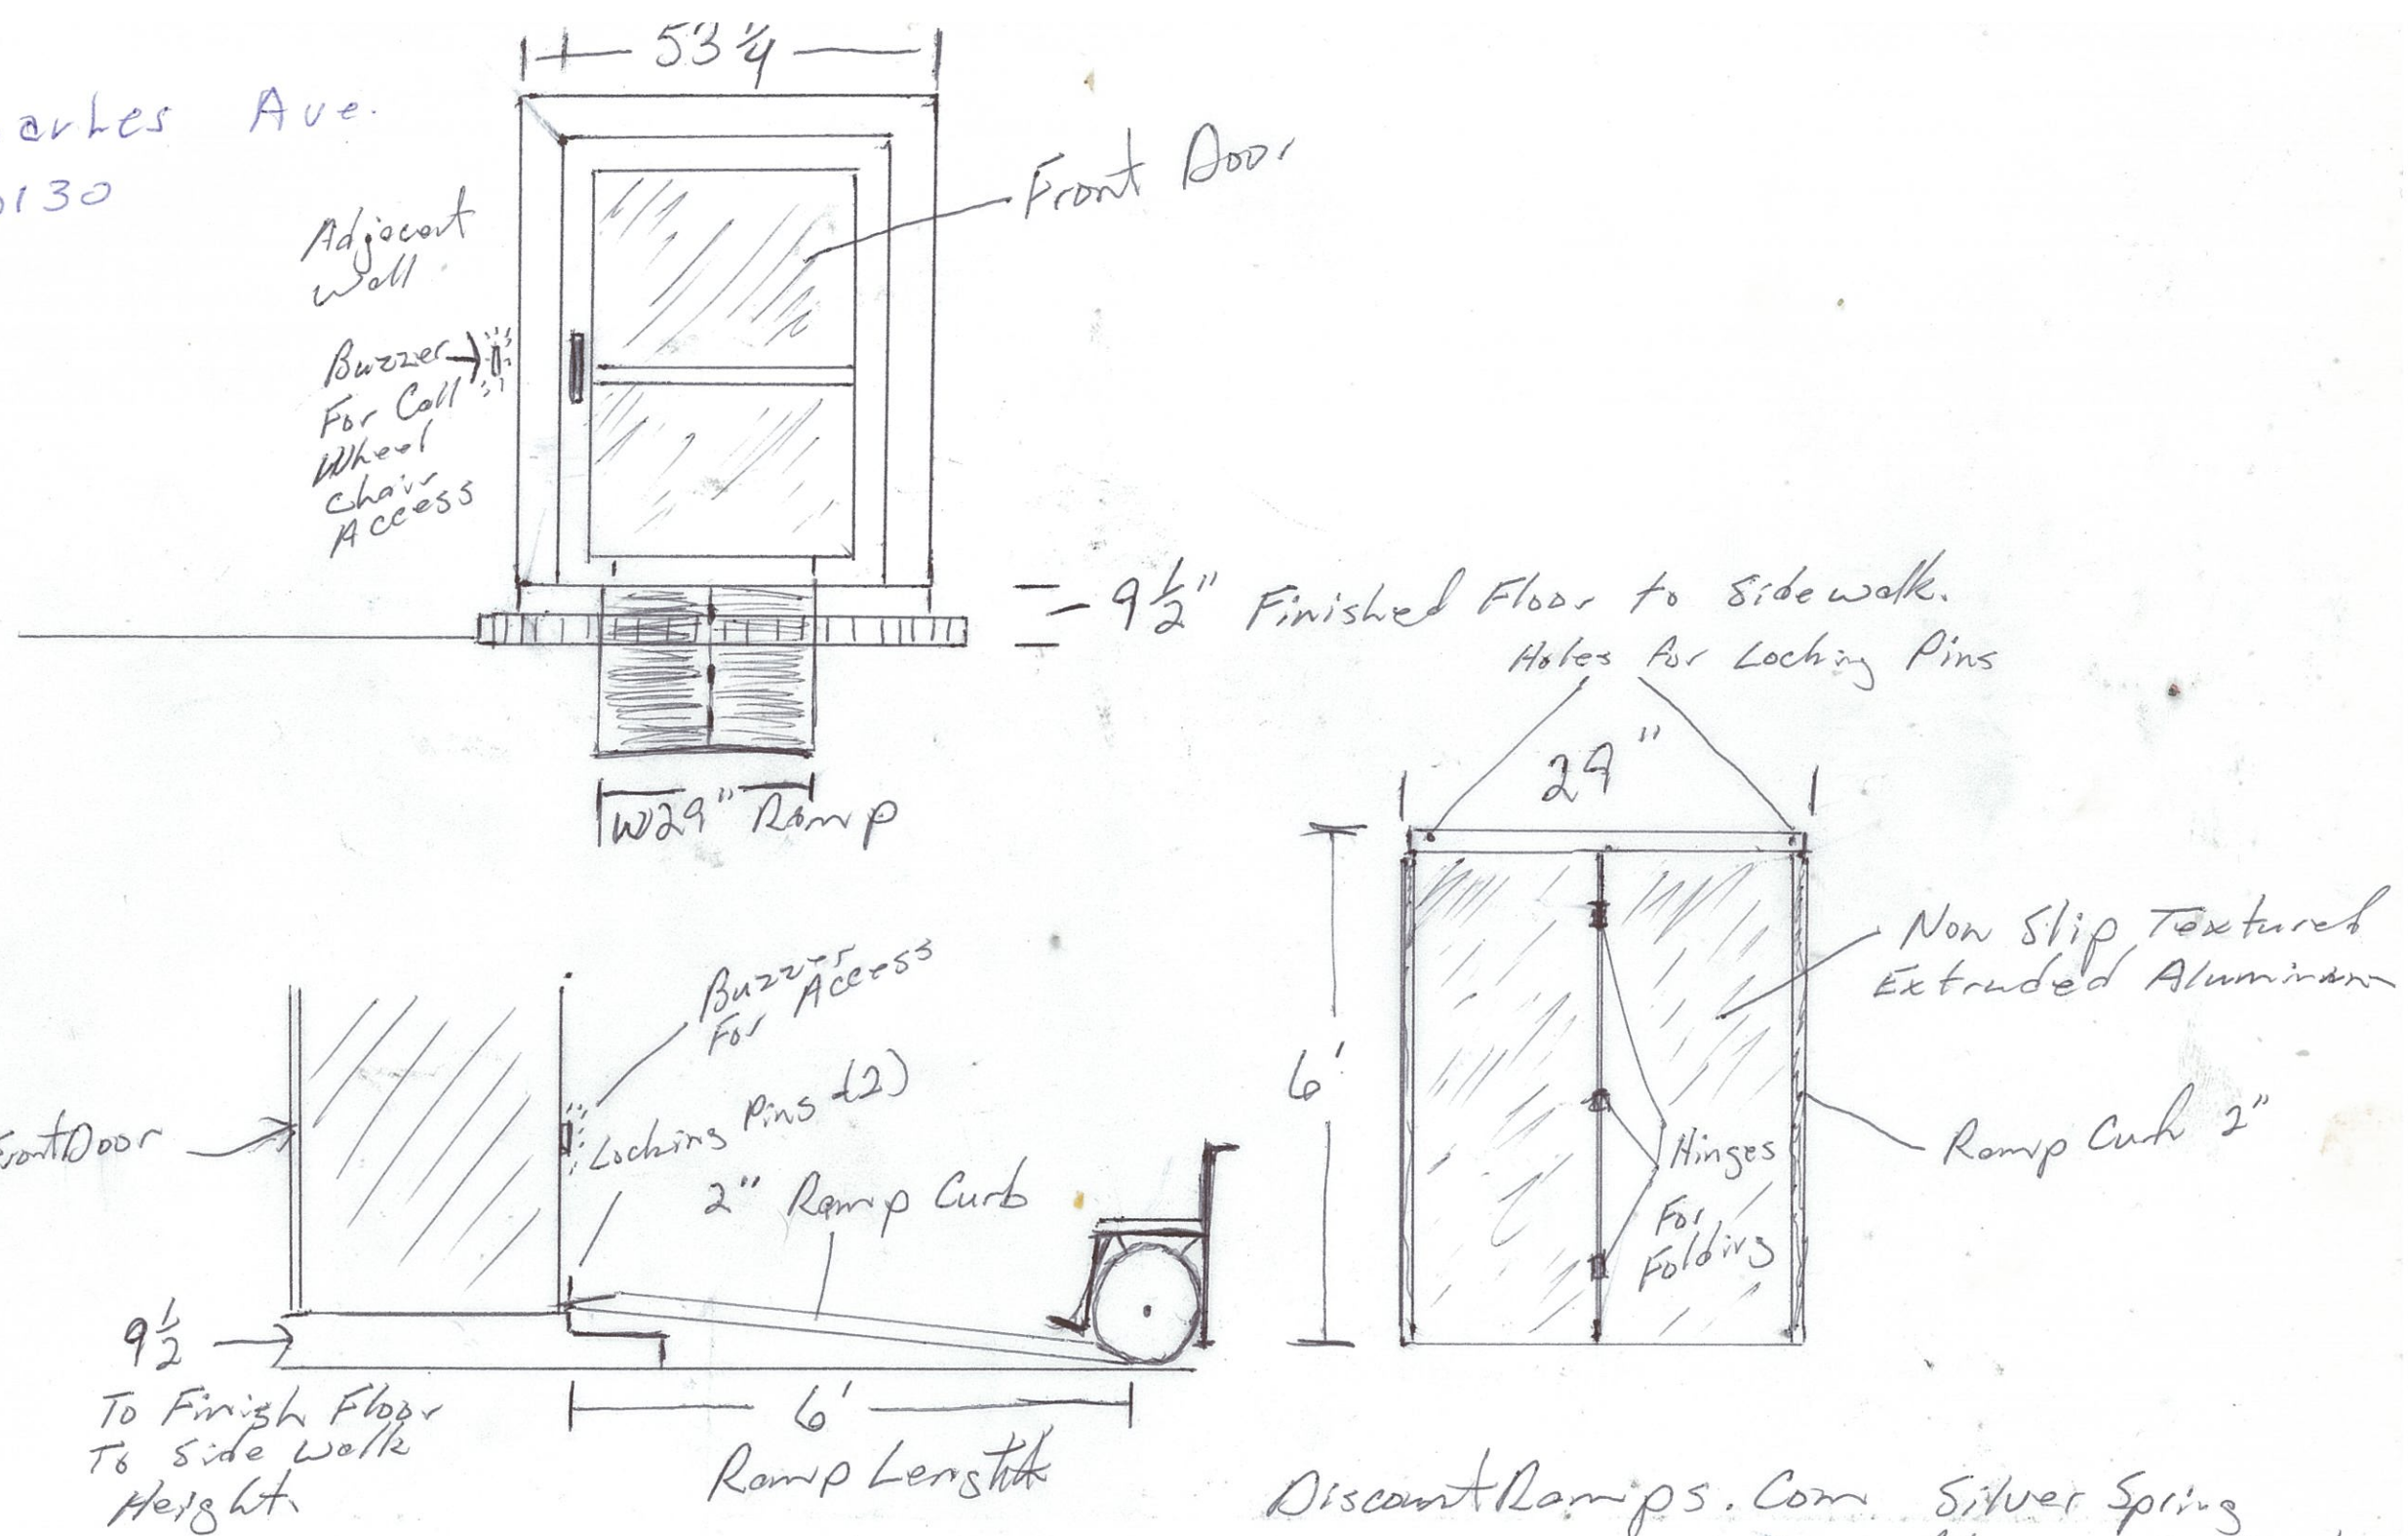 53 1/4
arles Ave.
0130
Front Door
Adjacent
Wall
Buzzer
For Call
Wheel
Chair
Access
9 1/2" Finished Floor to Sidewalk.
Holes for Locking Pins
29"
W29" Ramp
Non Slip Textured
Extruded Aluminum
Buzzer
For Access
Locking Pins (2)
2" Ramp Curb
Front Door
6'
Ramp Curb 2"
Hinges
For
Folding
9 1/2
To Finish Floor
To Side Walk
Height
6'
Ramp Length
DiscountRamps.Com Silver Spring